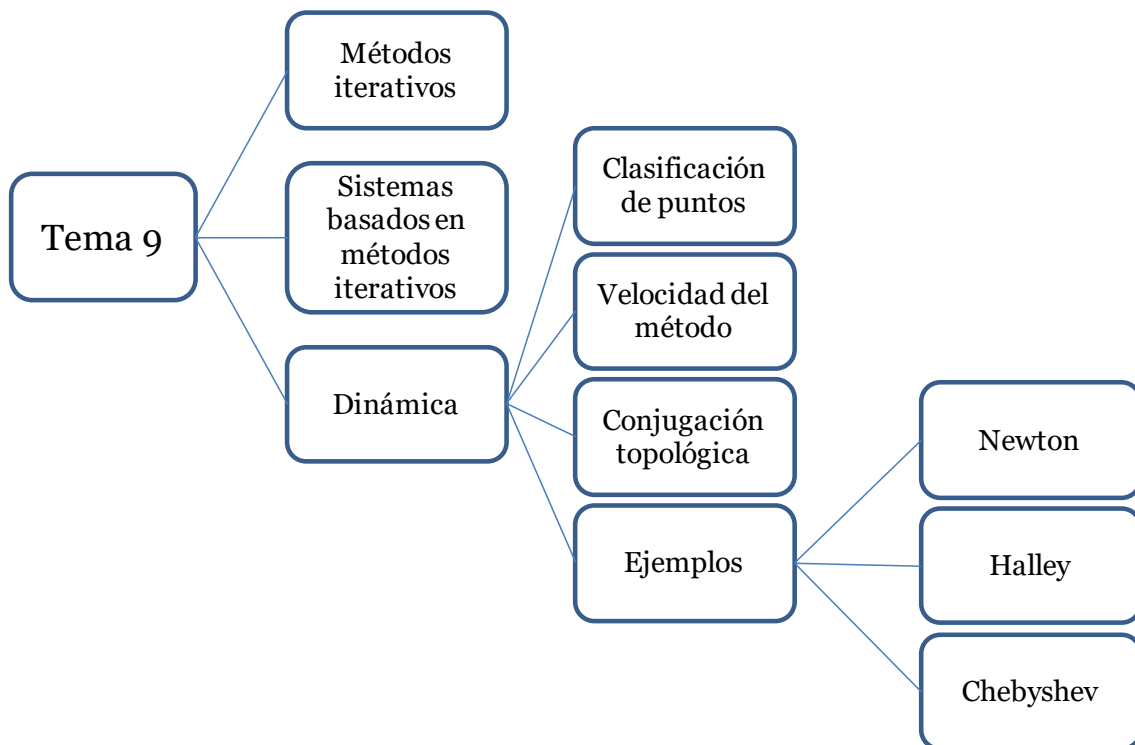 Tema 9
Métodos
iterativos
Sistemas
basados en
métodos
iterativos
Dinámica
Clasificación
de puntos
Velocidad del
método
Conjugación
topológica
Ejemplos
Newton
Halley
Chebyshev